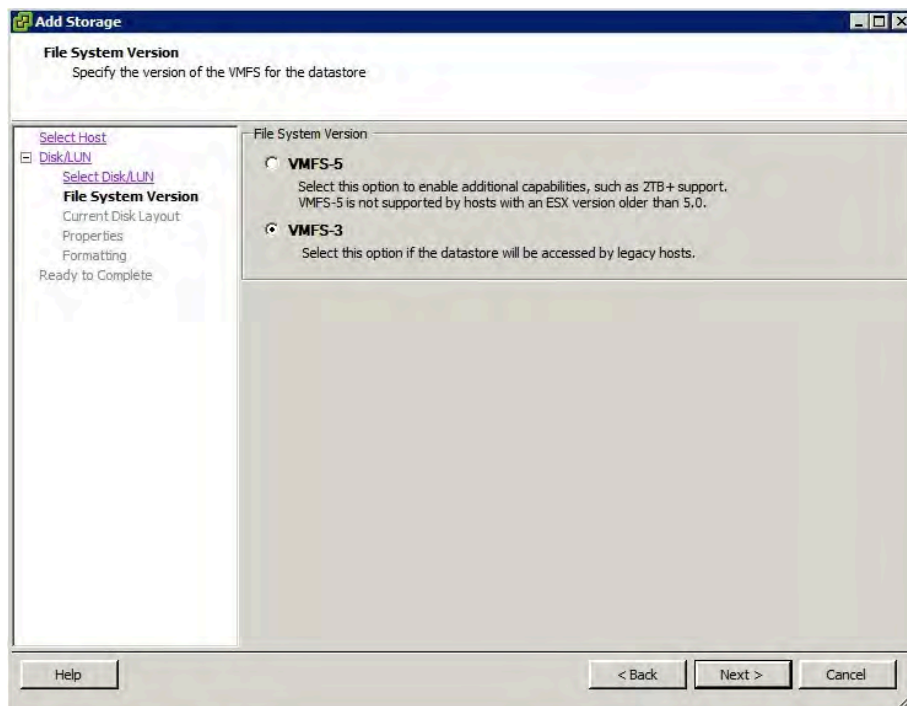 Add Storage
File System Version
Specify the version of the VMFS for the datastore
Select Host
Disk/LUN
Select Disk/LUN
File System Version
Current Disk Layout
Properties
Formatting
Ready to Complete
File System Version
VMFS-5
Select this option to enable additional capabilities, such as 2TB+ support.
VMFS-5 is not supported by hosts with an ESX version older than 5.0.
VMFS-3
Select this option if the datastore will be accessed by legacy hosts.
Help
< Back
Next >
Cancel